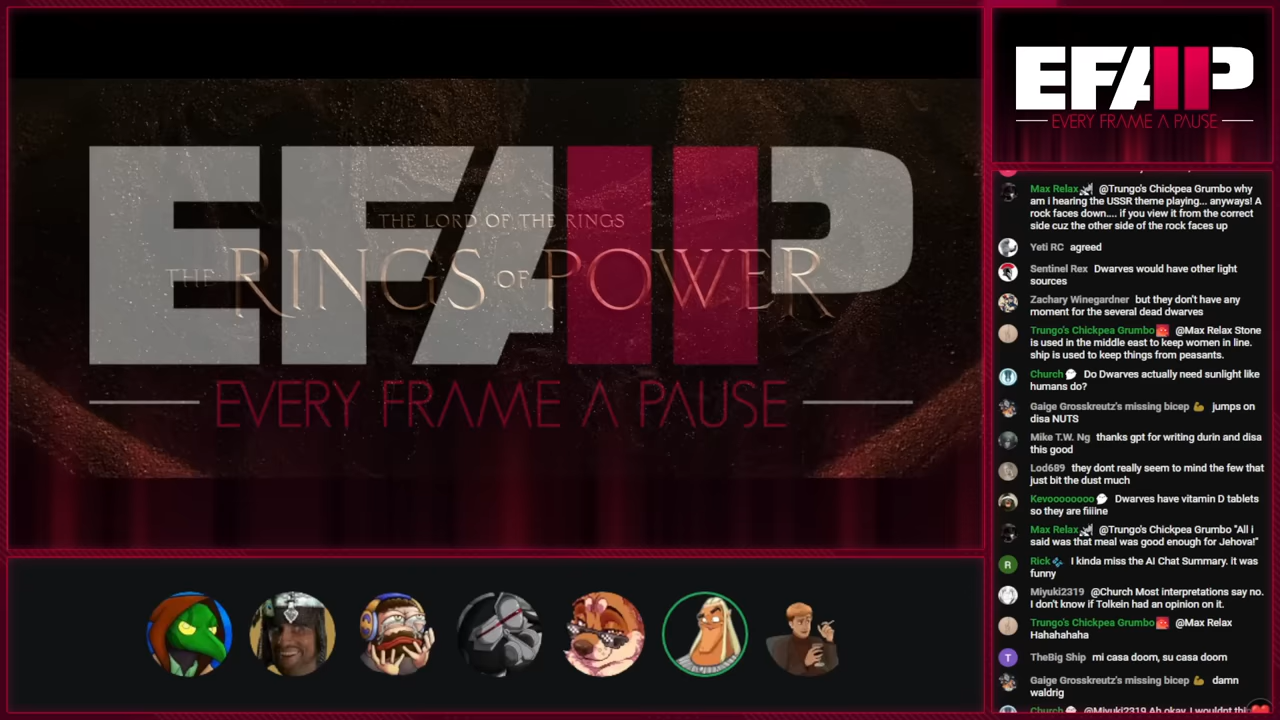 EFAP
THE LORD OF THE RINGS
THE RINGS OF POWER
EVERY FRAME A PAUSE
EFAP
EVERY FRAME A PAUSE
Max Relax @Trungo's Chickpea Grumbo why
am i hearing the USSR theme playing... anyways! A
rock faces down.... if you view it from the correct
side cuz the other side of the rock faces up
Yeti RC agreed
Sentinel Rex Dwarves would have other light
sources
Zachary Winegardner but they don't have any
moment for the several dead dwarves
Trungo's Chickpea Grumbo @Max Relax Stone
is used in the middle east to keep women in line.
ship is used to keep things from peasants.
Church Do Dwarves actually need sunlight like
humans do?
Gaige Grosskreutz's missing bicep 💪 jumps on
disa NUTS
Mike T.W. Ng thanks gpt for writing durin and disa
this good
Lod689 they dont really seem to mind the few that
just bit the dust much
Kevoooooooo Dwarves have vitamin D tablets
so they are fiiine
Max Relax @Trungo's Chickpea Grumbo "All i
said was that meal was good enough for Jehova!"
R
Rick I kinda miss the AI Chat Summary. it was
funny
Miyuki2319 @Church Most interpretations say no.
I don't know if Tolkein had an opinion on it.
Trungo's Chickpea Grumbo @Max Relax
Hahahahaha
T
TheBig Ship mi casa doom, su casa doom
Gaige Grosskreutz's missing bicep 💪 damn
waldrig
Church @Miyuki2319 Ah okay. I wouldnt